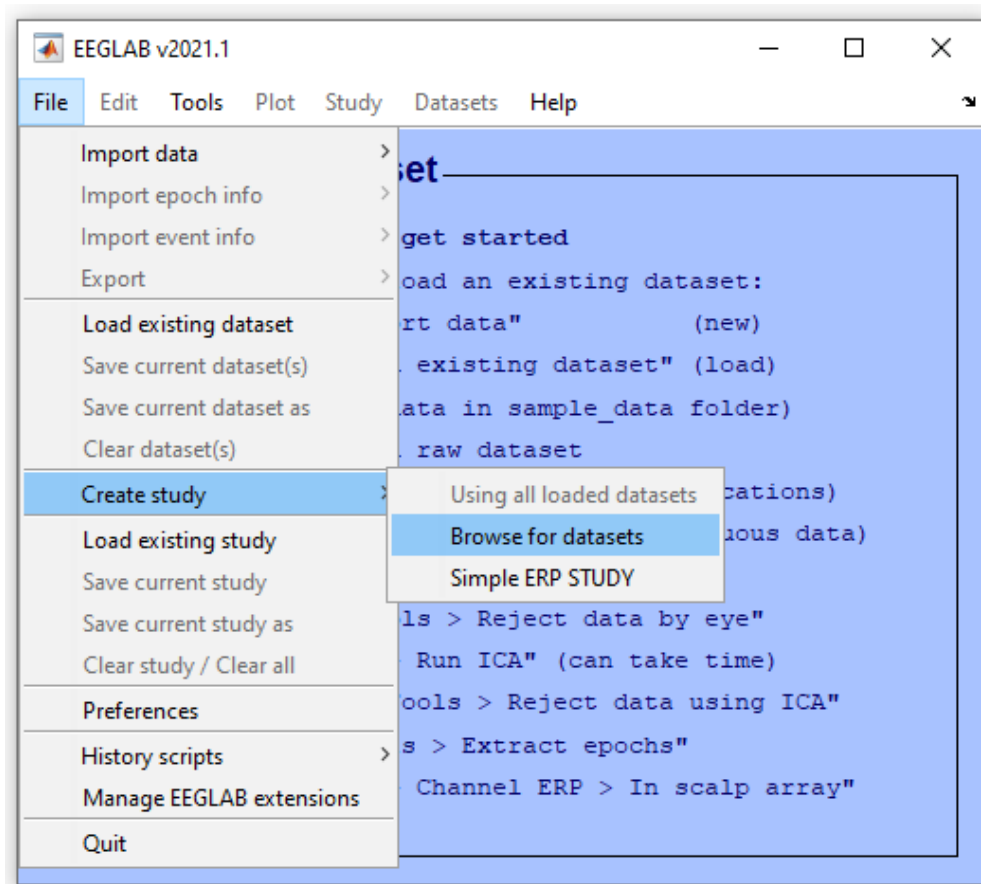 EEGLAB v2021.1
File Edit Tools Plot Study Datasets Help
Import data
Import epoch info
Import event info
Export
Load existing dataset
Save current dataset(s)
Save current dataset as
Clear dataset(s)
Create study
Load existing study
Save current study
Save current study as
Clear study / Clear all
Preferences
History scripts
Manage EEGLAB extensions
Quit
Using all loaded datasets
Browse for datasets
Simple ERP STUDY
set
get started
oad an existing dataset:
rt data" (new)
existing dataset" (load)
ata in sample_data folder)
raw dataset
cations)
uous data)
ls > Reject data by eye"
Run ICA" (can take time)
ools > Reject data using ICA"
s > Extract epochs"
Channel ERP > In scalp array"